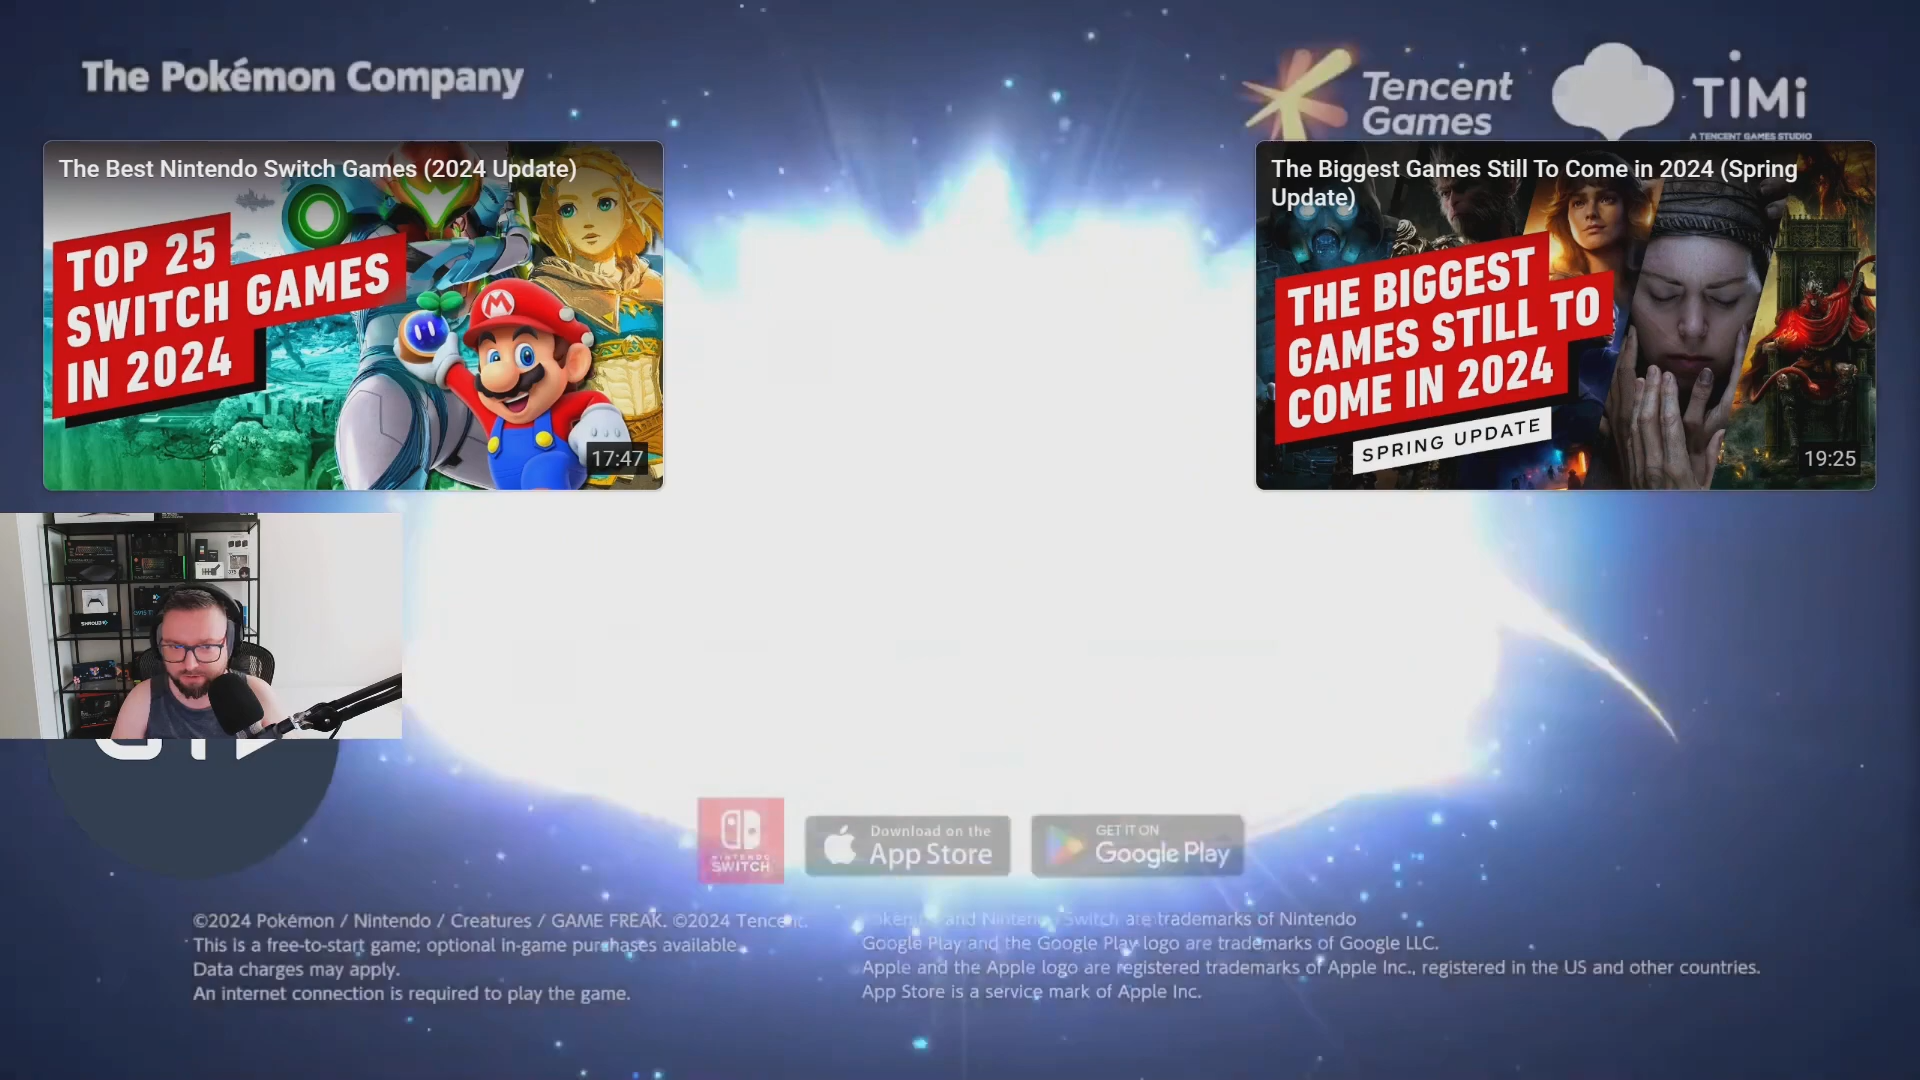 The Pokémon Company
Tencent
Games
TiMi
A TENCENT GAMES STUDIO
The Best Nintendo Switch Games (2024 Update)
TOP 25
SWITCH GAMES
IN 2024
17:47
The Biggest Games Still To Come in 2024 (Spring
Update)
THE BIGGEST
GAMES STILL TO
COME IN 2024
SPRING UPDATE
19:25
NINTENDO
SWITCH
Download on the
App Store
GET IT ON
Google Play
©2024 Pokémon / Nintendo / Creatures / GAME FREAK. ©2024 Tencent.
This is a free-to-start game; optional in-game purchases available.
Data charges may apply.
An internet connection is required to play the game.
Pokémon and Nintendo Switch are trademarks of Nintendo
Google Play and the Google Play logo are trademarks of Google LLC.
Apple and the Apple logo are registered trademarks of Apple Inc., registered in the US and other countries.
App Store is a service mark of Apple Inc.